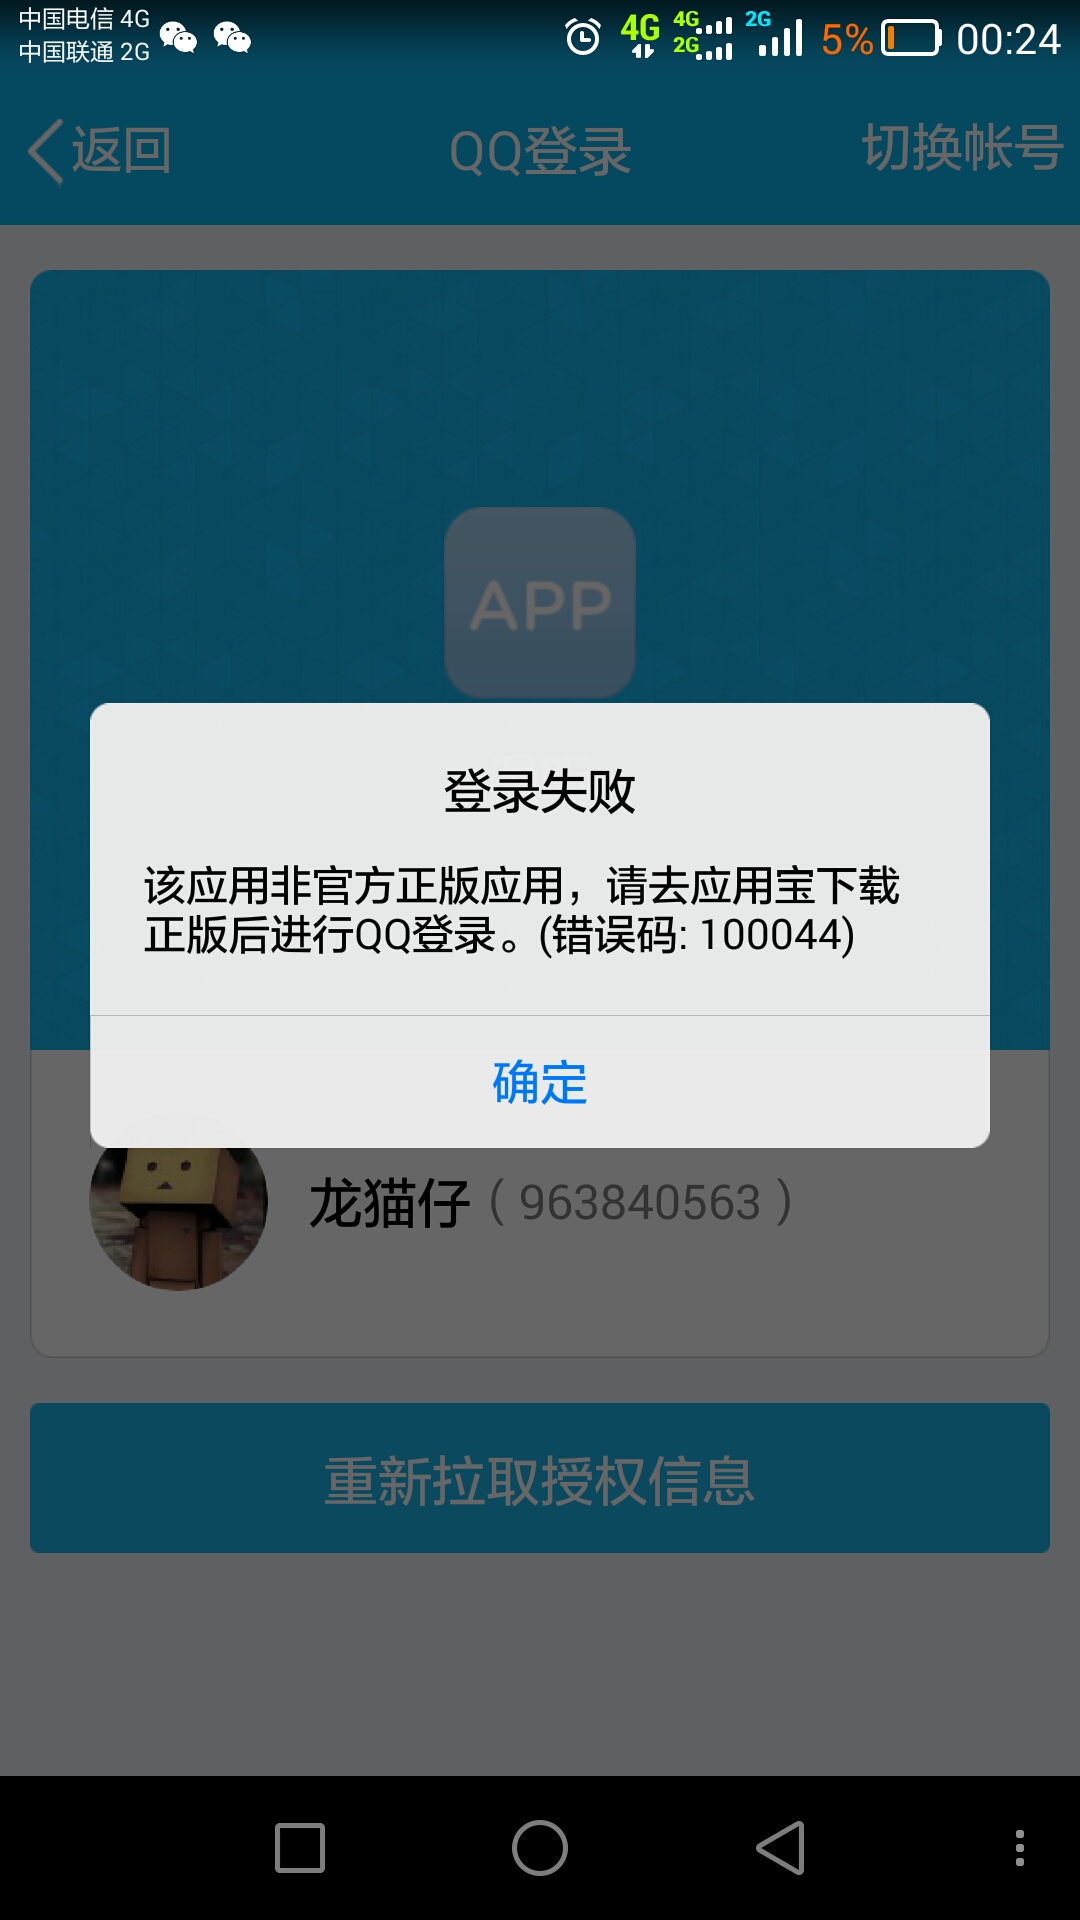 中国电信 4G
中国联通 2G
4G
4G
2G
2G
5%
00:24
返回
QQ登录
切换帐号
APP
登录失败
该应用非官方正版应用，请去应用宝下载
正版后进行QQ登录。(错误码: 100044)
确定
龙猫仔（963840563）
重新拉取授权信息